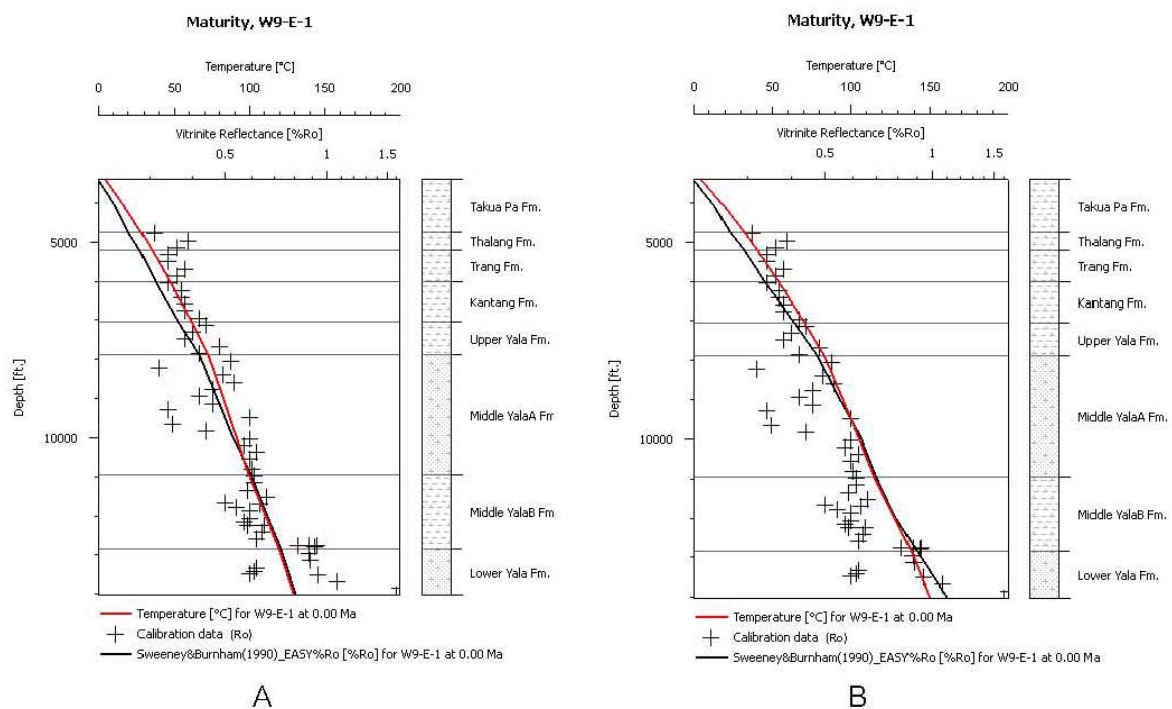 Maturity, W9-E-1
Temperature [°C]
0 50 100 150 200
Vitrinite Reflectance [%Ro]
0.5 1 1.5
Depth [ft.]
5000
10000
Takua Pa Fm.
Thalang Fm.
Trang Fm.
Kantang Fm.
Upper Yala Fm.
Middle YalaA Fm
Middle YalaB Fm
Lower Yala Fm.
Temperature [°C] for W9-E-1 at 0.00 Ma
Calibration data (Ro)
Sweeney&Burnham(1990)_EASY%Ro [%Ro] for W9-E-1 at 0.00 Ma
A
Maturity, W9-E-1
Temperature [°C]
0 50 100 150 200
Vitrinite Reflectance [%Ro]
0.5 1 1.5
Depth [ft.]
5000
10000
Takua Pa Fm.
Thalang Fm.
Trang Fm.
Kantang Fm.
Upper Yala Fm.
Middle YalaA Fm.
Middle YalaB Fm.
Lower Yala Fm.
Temperature [°C] for W9-E-1 at 0.00 Ma
Calibration data (Ro)
Sweeney&Burnham(1990)_EASY%Ro [%Ro] for W9-E-1 at 0.00 Ma
B